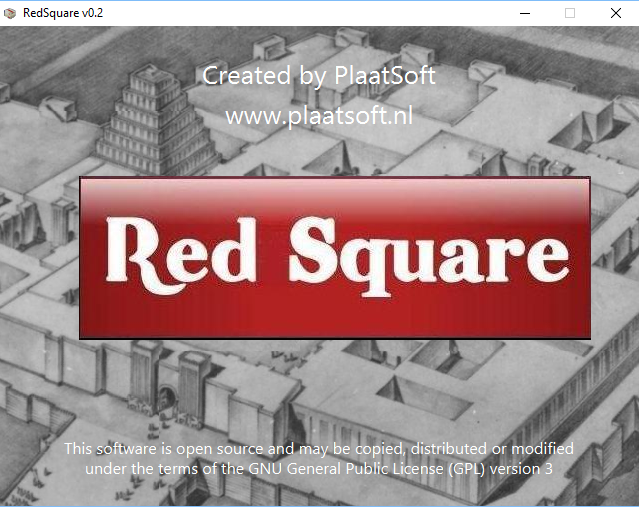 RedSquare v0.2
Created by PlaatSoft
www.plaatsoft.nl
Red Square
This software is open source and may be copied, distributed or modified
under the terms of the GNU General Public License (GPL) version 3